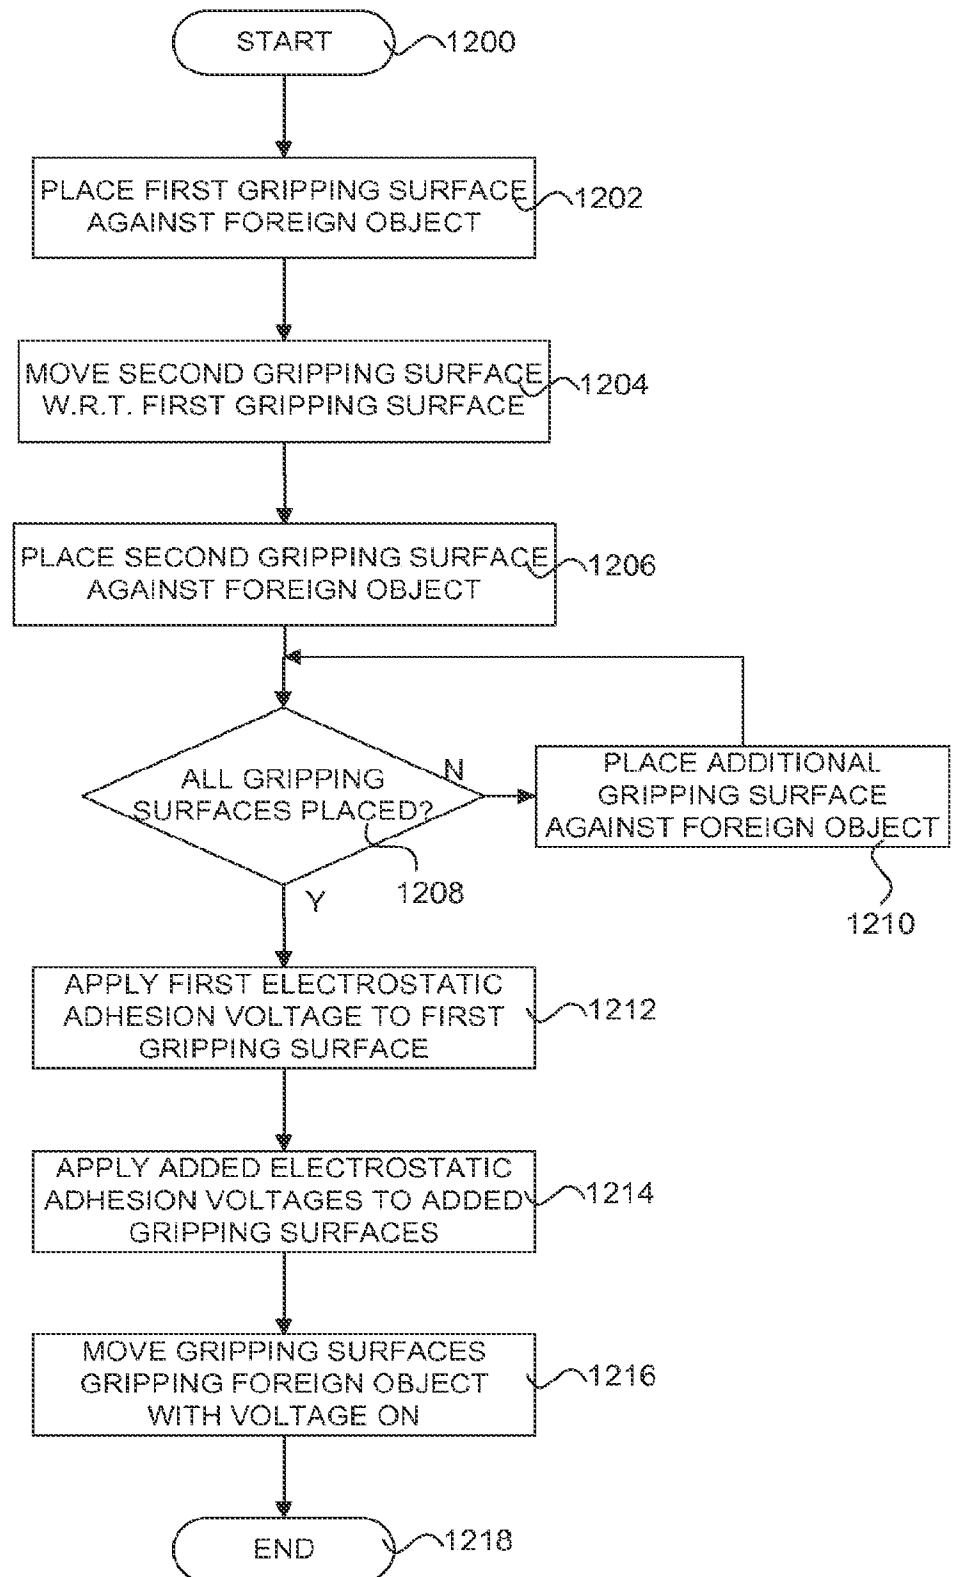 START
1200
PLACE FIRST GRIPPING SURFACE
AGAINST FOREIGN OBJECT
1202
MOVE SECOND GRIPPING SURFACE
W.R.T. FIRST GRIPPING SURFACE
1204
PLACE SECOND GRIPPING SURFACE
AGAINST FOREIGN OBJECT
1206
ALL GRIPPING
SURFACES PLACED?
1208
N
PLACE ADDITIONAL
GRIPPING SURFACE
AGAINST FOREIGN OBJECT
1210
Y
APPLY FIRST ELECTROSTATIC
ADHESION VOLTAGE TO FIRST
GRIPPING SURFACE
1212
APPLY ADDED ELECTROSTATIC
ADHESION VOLTAGES TO ADDED
GRIPPING SURFACES
1214
MOVE GRIPPING SURFACES
GRIPPING FOREIGN OBJECT
WITH VOLTAGE ON
1216
END
1218